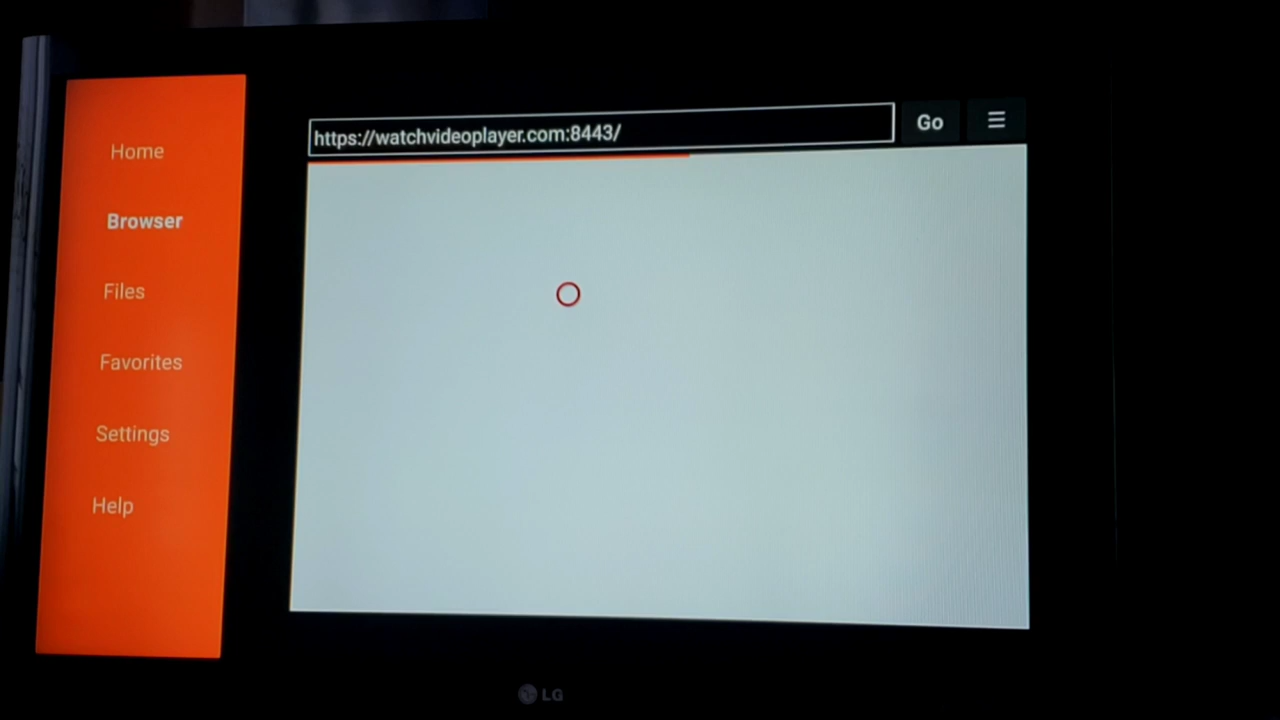 Home
Browser
Files
Favorites
Settings
Help
https://watchvideoplayer.com:8443/
Go
LG